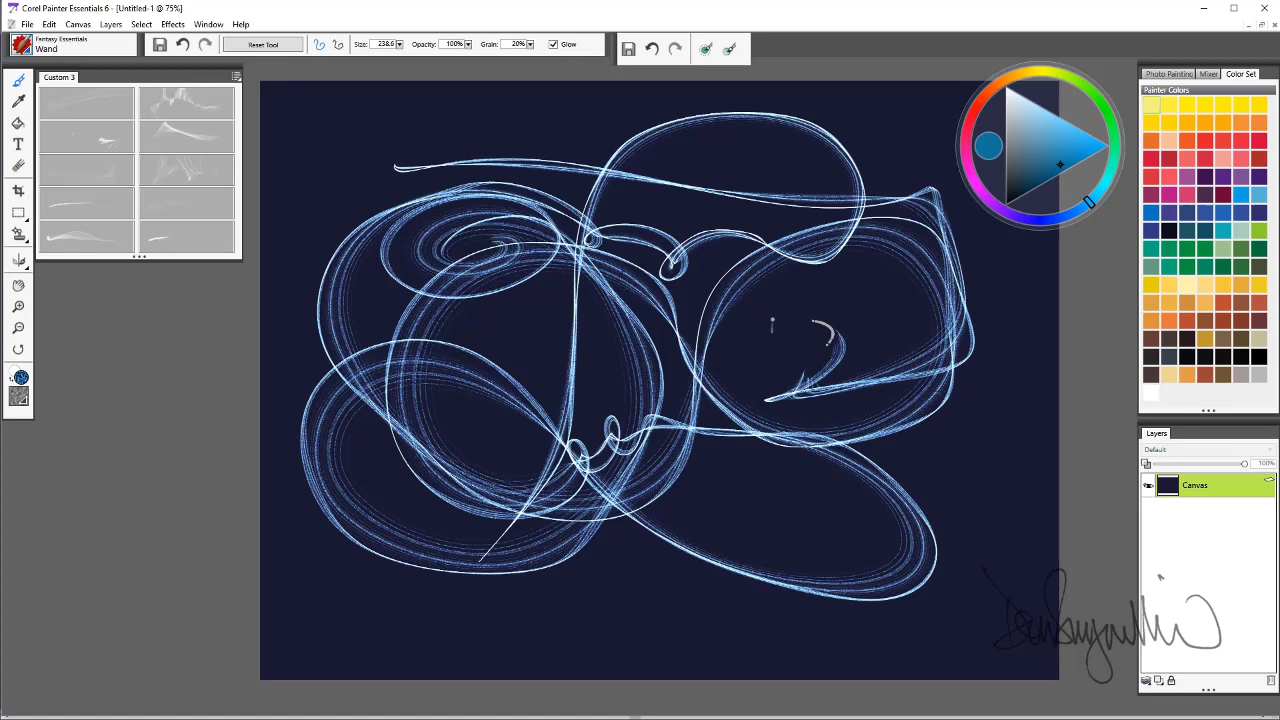 Corel Painter Essentials 6 - [Untitled-1 @ 75%]
File Edit Canvas Layers Select Effects Window Help
Fantasy Essentials
Wand
Reset Tool Size: 238.6 Opacity: 100% Grain: 20% Glow
Custom 3
Photo Painting Mixer Color Set
Painter Colors
Layers
Default
100%
Canvas